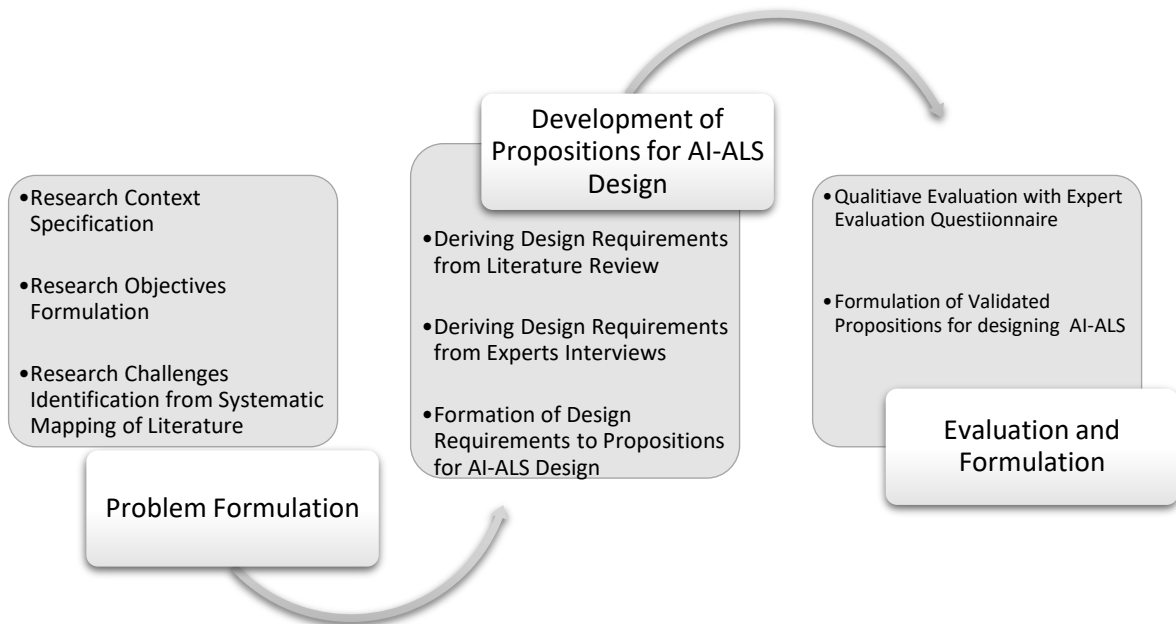 •Research Context
Specification
•Research Objectives
Formulation
•Research Challenges
Identification from Systematic
Mapping of Literature
Problem Formulation
Development of
Propositions for AI-ALS
Design
•Deriving Design Requirements
from Literature Review
•Deriving Design Requirements
from Experts Interviews
•Formation of Design
Requirements to Propositions
for AI-ALS Design
•Qualitiave Evaluation with Expert
Evaluation Questiionnaire
•Formulation of Validated
Propositions for designing AI-ALS
Evaluation and
Formulation